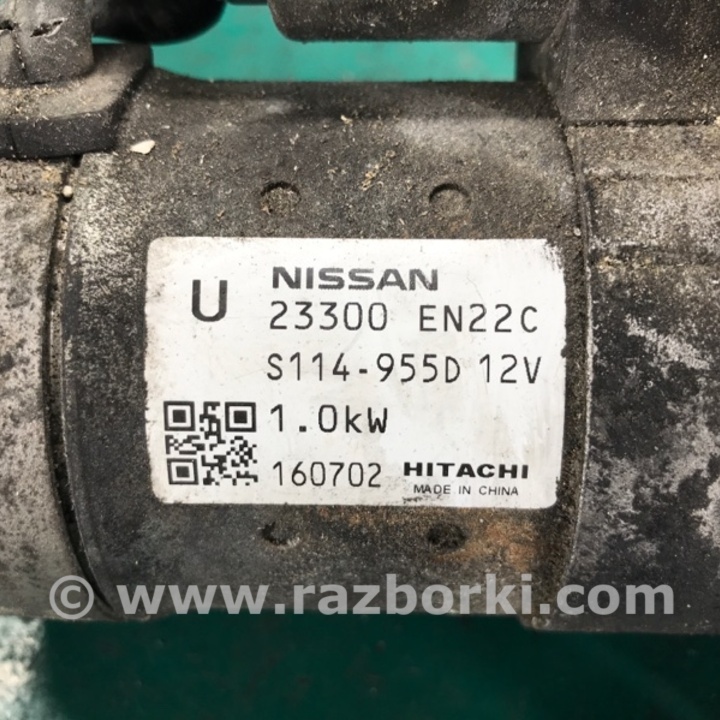 U NISSAN
23300 EN22C
S114-955D 12V
1.0kW
160702 HITACHI
MADE IN CHINA
© www.razborki.com